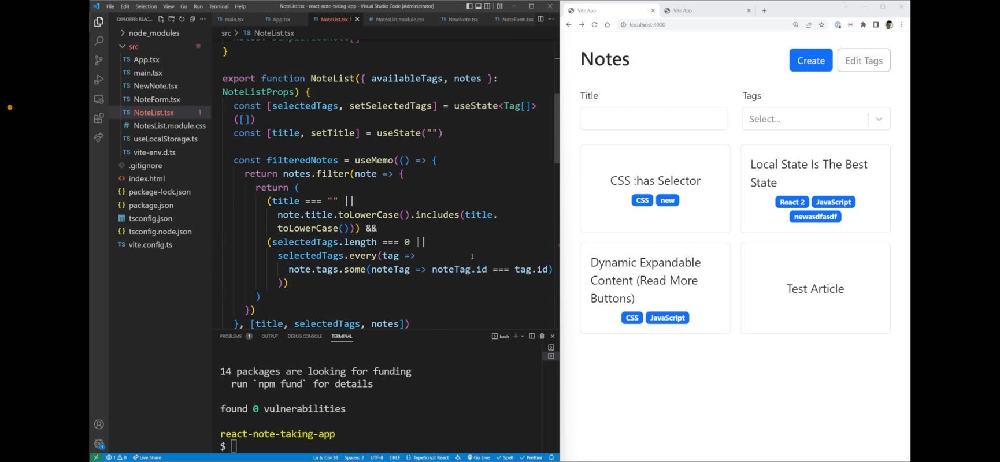 File Edit Selection View Go Run Terminal Help
NoteList.tsx - react-note-taking-app - Visual Studio Code [Administrator]
EXPLORER: REAC...
node_modules
src
App.tsx
main.tsx
NewNote.tsx
NoteForm.tsx
NoteList.tsx 1
NotesList.module.css
useLocalStorage.ts
vite-env.d.ts
.gitignore
index.html
package-lock.json
package.json
tsconfig.json
tsconfig.node.json
vite.config.ts
main.tsx App.tsx NoteList.tsx 1 NotesList.module.css NewNote.tsx NoteForm.tsx
src > NoteList.tsx
}
export function NoteList({ availableTags, notes }:
NoteListProps) {
const [selectedTags, setSelectedTags] = useState<Tag[]>
([])
const [title, setTitle] = useState("")
const filteredNotes = useMemo(() => {
return notes.filter(note => {
return (
(title === "" ||
note.title.toLowerCase().includes(title.
toLowerCase())) &&
(selectedTags.length === 0 ||
selectedTags.every(tag =>
note.tags.some(noteTag => noteTag.id === tag.id)
))
)
})
}, [title, selectedTags, notes])
PROBLEMS 1 OUTPUT DEBUG CONSOLE TERMINAL
bash
14 packages are looking for funding
run `npm fund` for details
found 0 vulnerabilities
react-note-taking-app
$
1 0 Live Share
Ln 6, Col 38 Spaces: 2 UTF-8 CRLF {} TypeScript React Go Live Spell Prettier
Vite App
Vite App
localhost:3000
Notes
Create
Edit Tags
Title
Tags
Select...
CSS :has Selector
CSS new
Local State Is The Best
State
React 2 JavaScript
newasdfasdf
Dynamic Expandable
Content (Read More
Buttons)
CSS JavaScript
Test Article